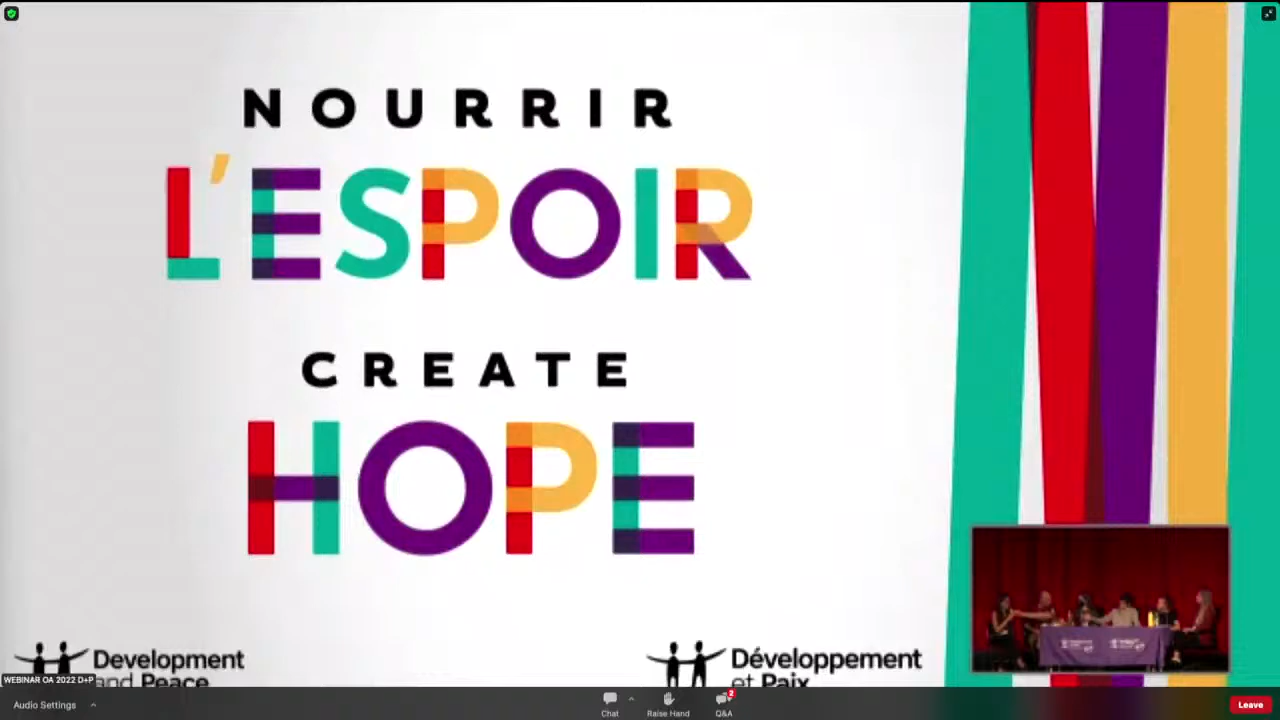 NOURRIR
L'ESPOIR
CREATE
HOPE
Development
and Peace
Développement
et Paix
WEBINAR OA 2022 D+P
Audio Settings
Chat
Raise Hand
2
Q&A
Leave